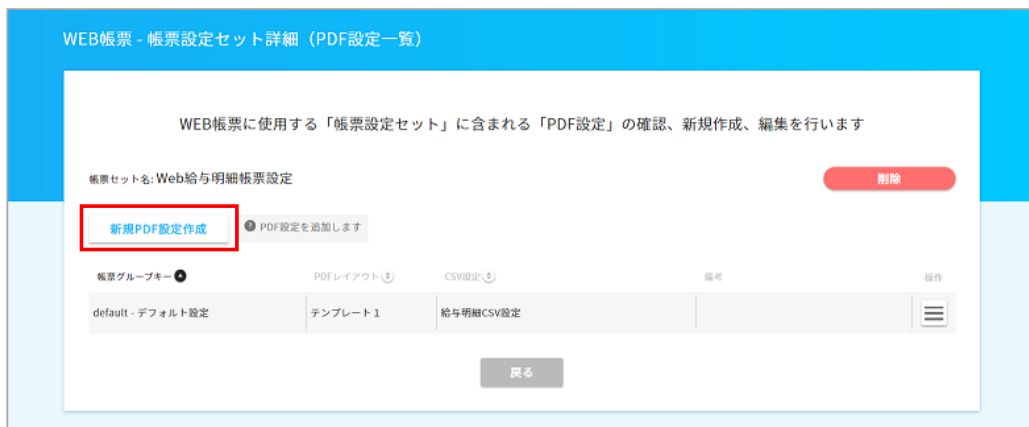 WEB帳票 - 帳票設定セット詳細（PDF設定一覧）
WEB帳票に使用する「帳票設定セット」に含まれる「PDF設定」の確認、新規作成、編集を行います
帳票セット名: Web給与明細帳票設定
削除
新規PDF設定作成
? PDF設定を追加します
帳票グループキー PDFレイアウト CSV設定 備考 操作
default - デフォルト設定 テンプレート１ 給与明細CSV設定
戻る